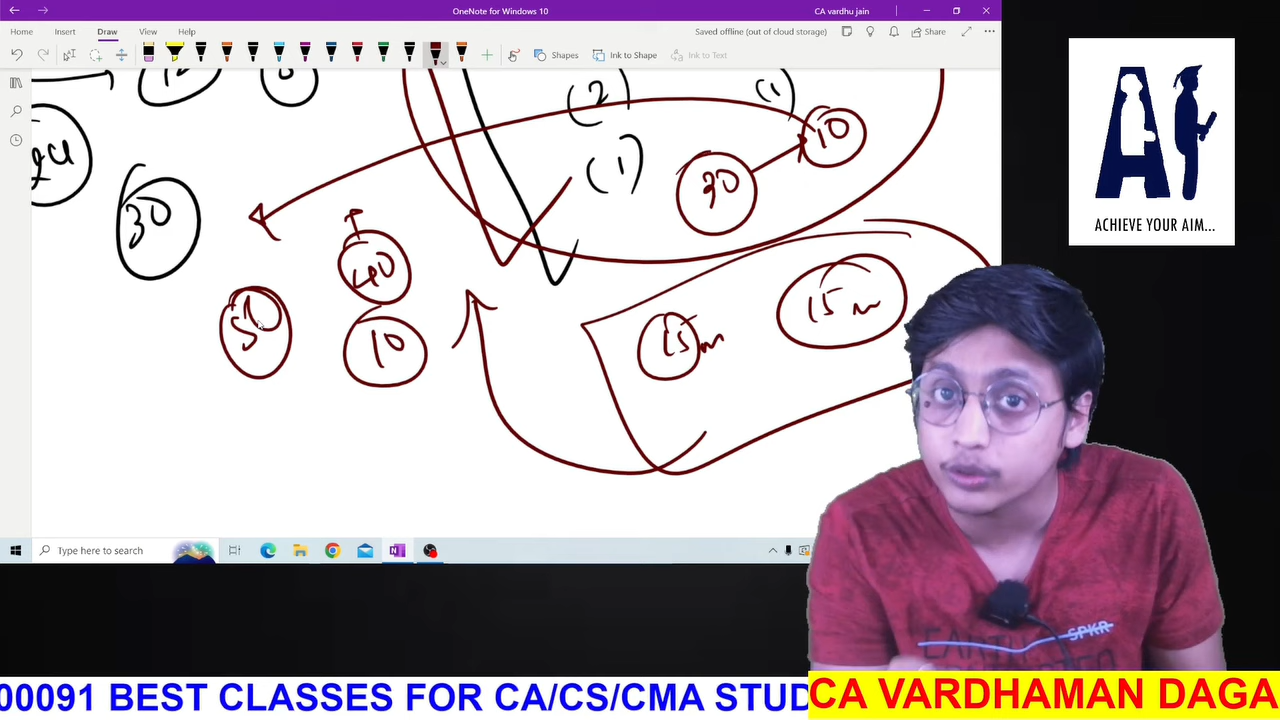 OneNote for Windows 10
CA vardhu jain
Home Insert Draw View Help
Saved offline (out of cloud storage)
Share
Shapes
Ink to Shape
Ink to Text
(2)
(1)
10
(1)
30
30
40
50
10
15m
15m
Type here to search
AI
ACHIEVE YOUR AIM...
SPKR
00091 BEST CLASSES FOR CA/CS/CMA STUD
CA VARDHAMAN DAGA